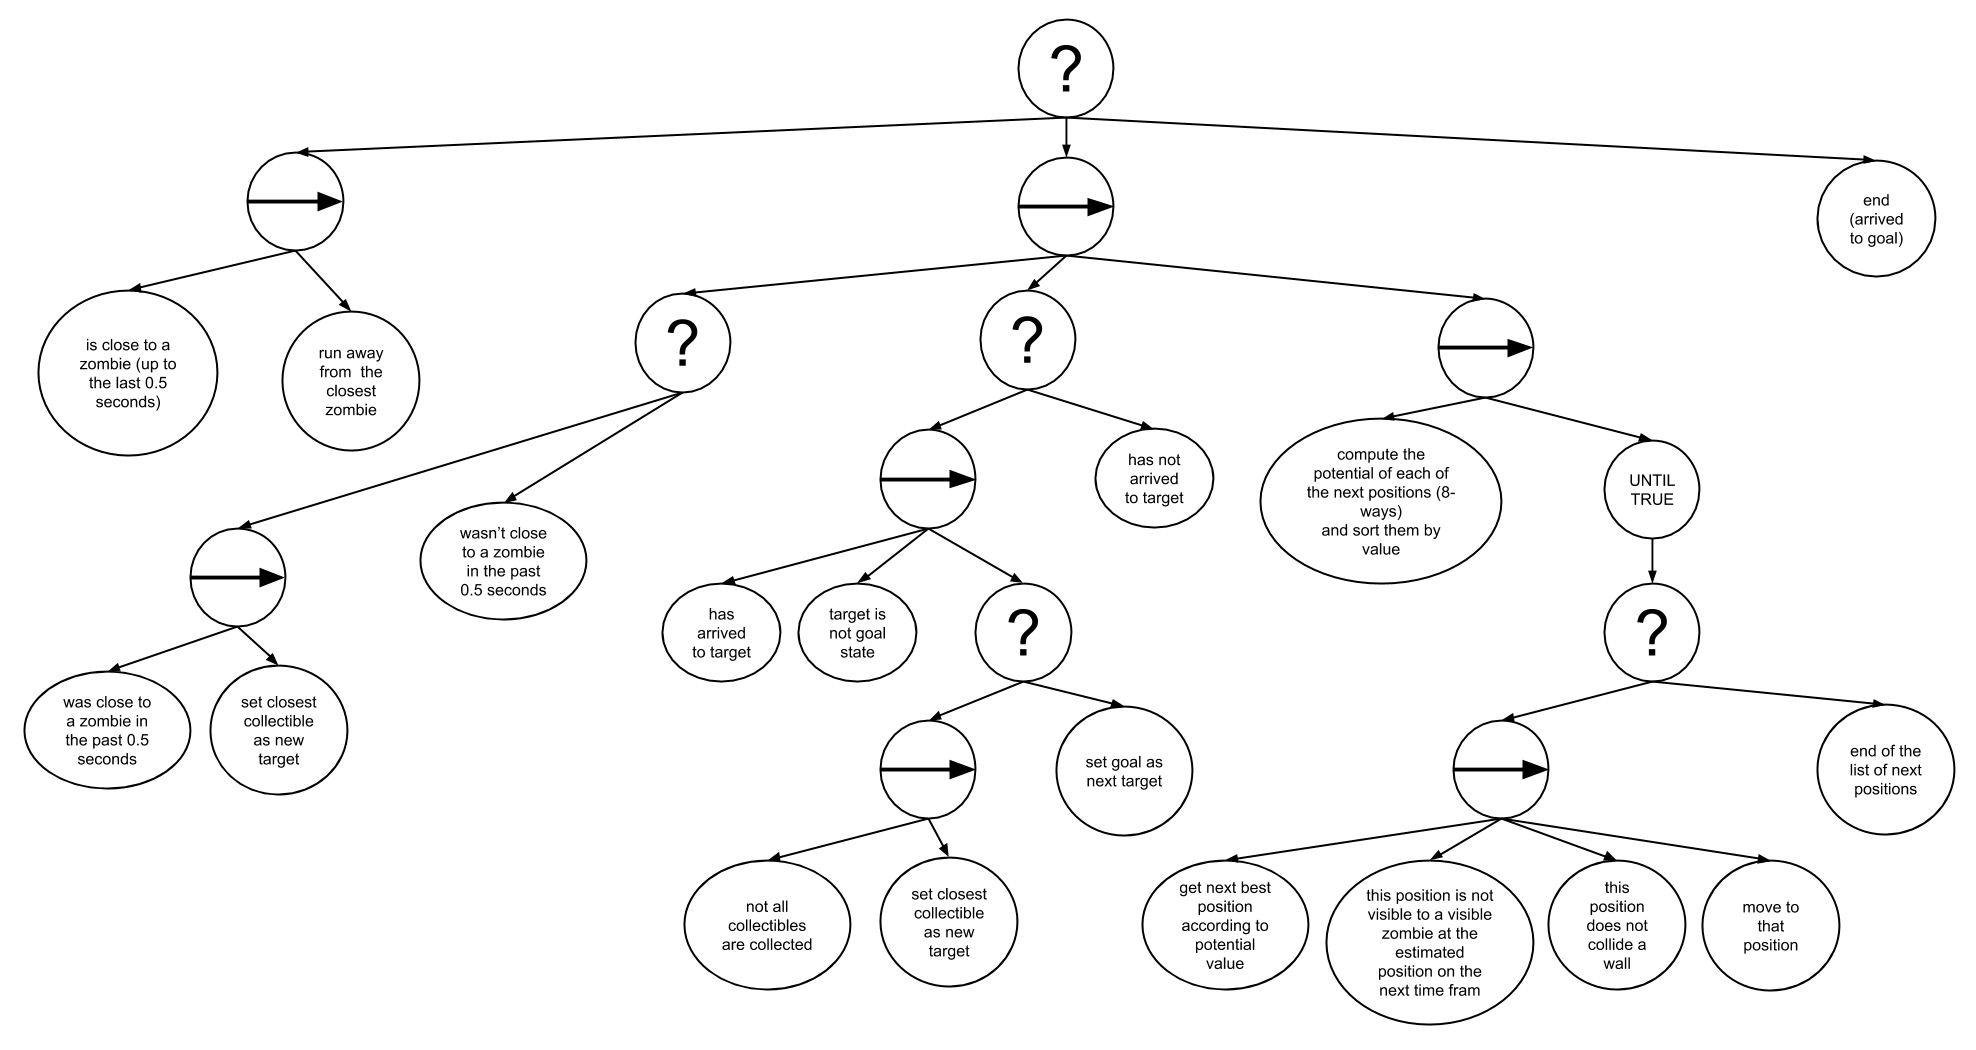 ?
end
(arrived
to goal)
?
?
is close to a
zombie (up to
the last 0.5
seconds)
run away
from the
closest
zombie
has not
arrived
to target
compute the
potential of each of
the next positions (8-
ways)
and sort them by
value
UNTIL
TRUE
wasn't close
to a zombie
in the past
0.5 seconds
has
arrived
to target
target is
not goal
state
?
?
was close to
a zombie in
the past 0.5
seconds
set closest
collectible
as new
target
set goal as
next target
end of the
list of next
positions
not all
collectibles
are collected
set closest
collectible
as new
target
get next best
position
according to
potential
value
this position is not
visible to a visible
zombie at the
estimated
position on the
next time fram
this
position
does not
collide a
wall
move to
that
position